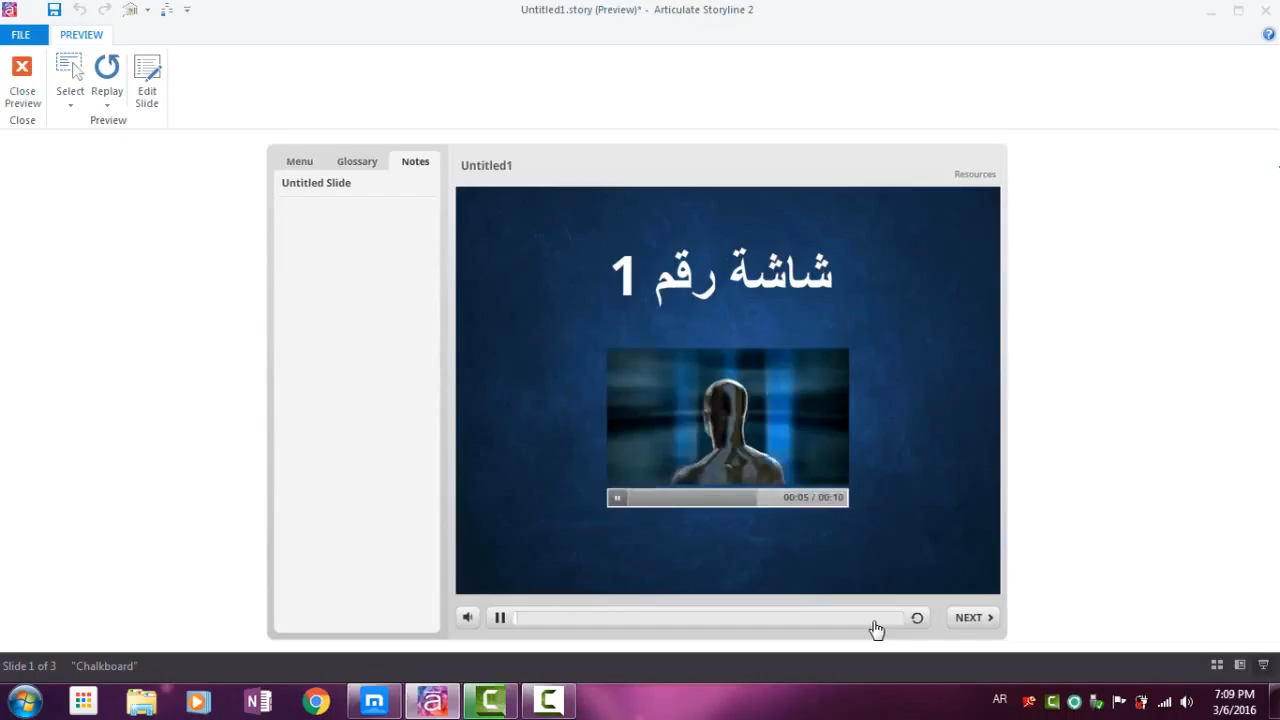 Untitled1.story (Preview)* - Articulate Storyline 2
FILE
PREVIEW
Close Preview
Select
Replay
Edit Slide
Close
Preview
Menu
Glossary
Notes
Untitled1
Resources
Untitled Slide
شاشة رقم 1
00:05 / 00:10
NEXT
Slide 1 of 3
"Chalkboard"
AR
7:09 PM
3/6/2016